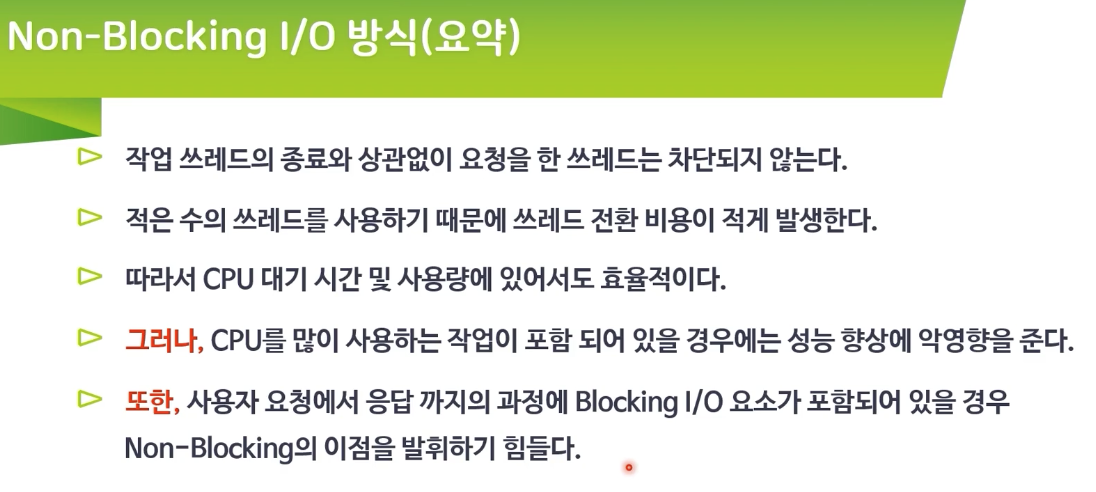 Non-Blocking I/O 방식(요약)
작업 쓰레드의 종료와 상관없이 요청을 한 쓰레드는 차단되지 않는다.
적은 수의 쓰레드를 사용하기 때문에 쓰레드 전환 비용이 적게 발생한다.
따라서 CPU 대기 시간 및 사용량에 있어서도 효율적이다.
그러나, CPU를 많이 사용하는 작업이 포함 되어 있을 경우에는 성능 향상에 악영향을 준다.
또한, 사용자 요청에서 응답 까지의 과정에 Blocking I/O 요소가 포함되어 있을 경우
Non-Blocking의 이점을 발휘하기 힘들다.